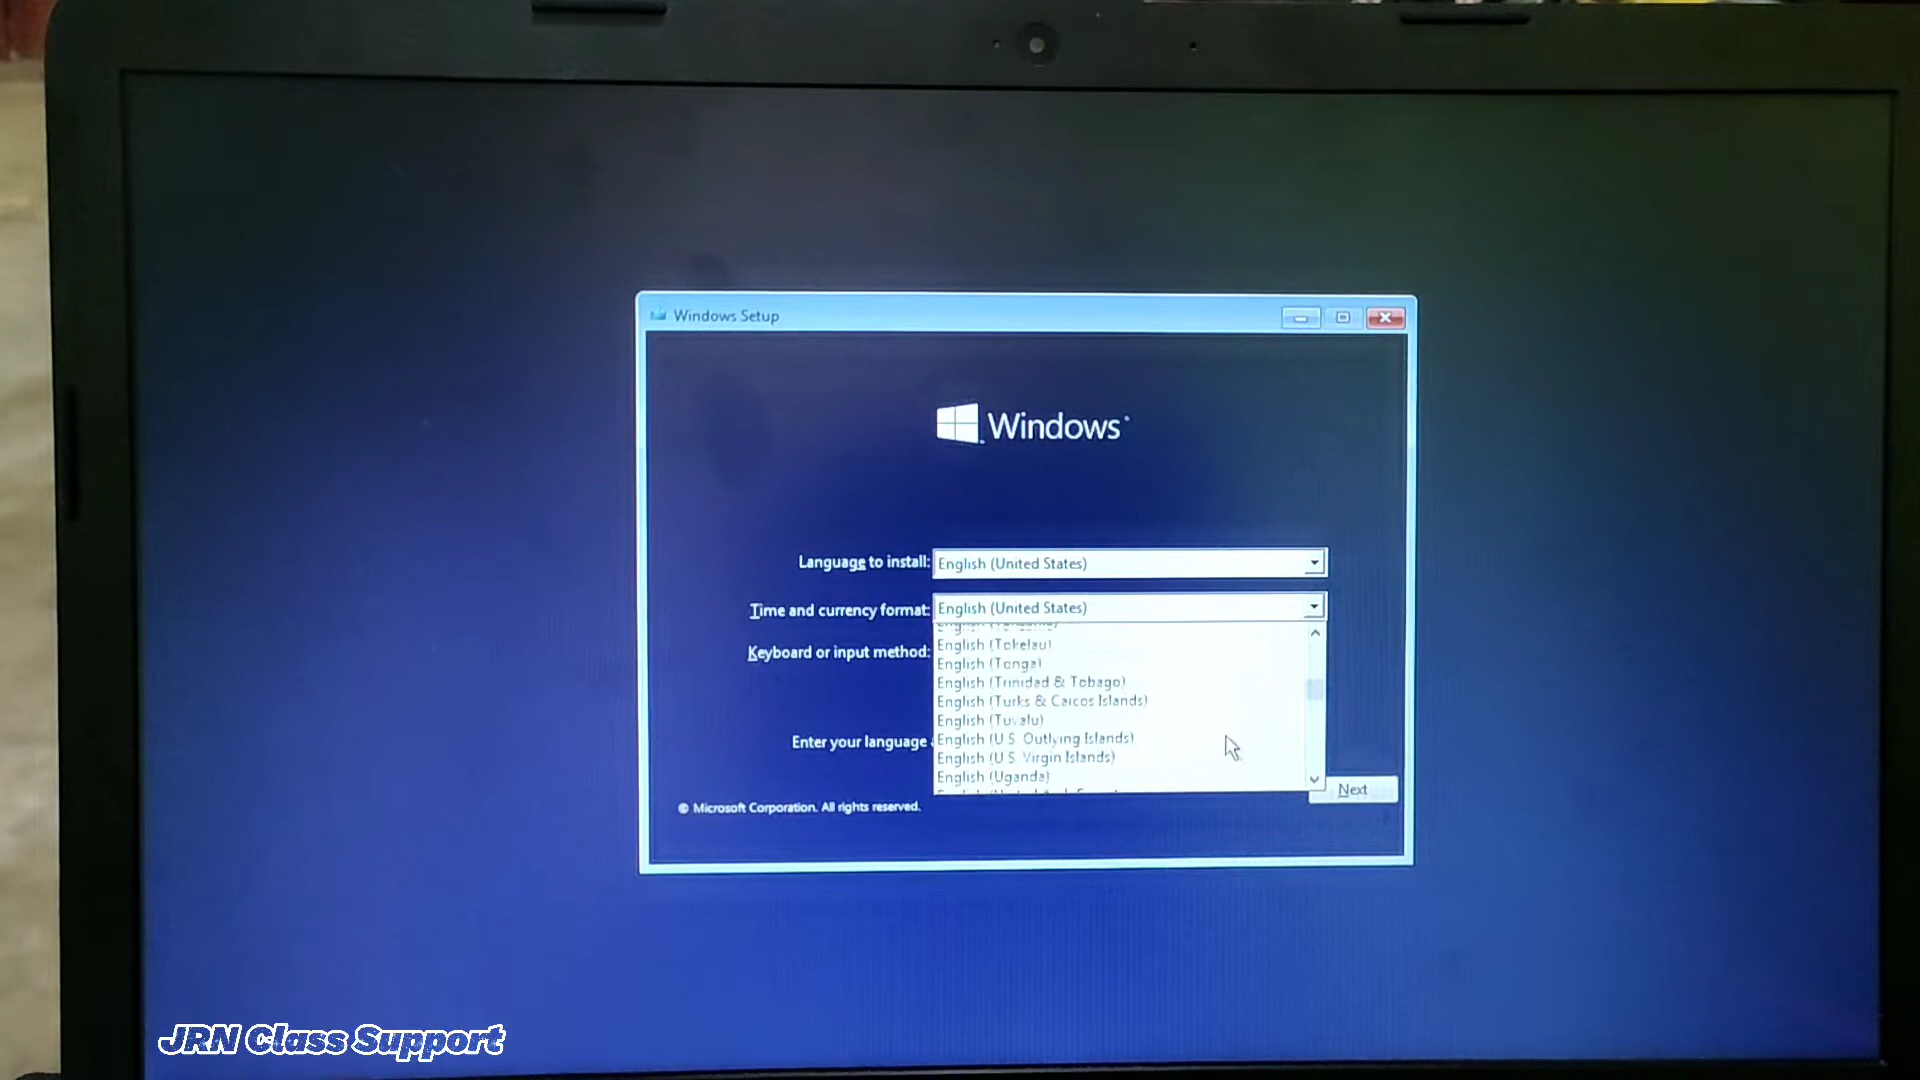 Windows Setup
Windows
Language to install: English (United States)
Time and currency format: English (United States)
English (Tokelau)
Keyboard or input method:
English (Tonga)
English (Trinidad & Tobago)
English (Turks & Caicos Islands)
English (Tuvalu)
Enter your language
English (U.S. Outlying Islands)
English (U.S. Virgin Islands)
English (Uganda)
Next
© Microsoft Corporation. All rights reserved.
JRN Class Support